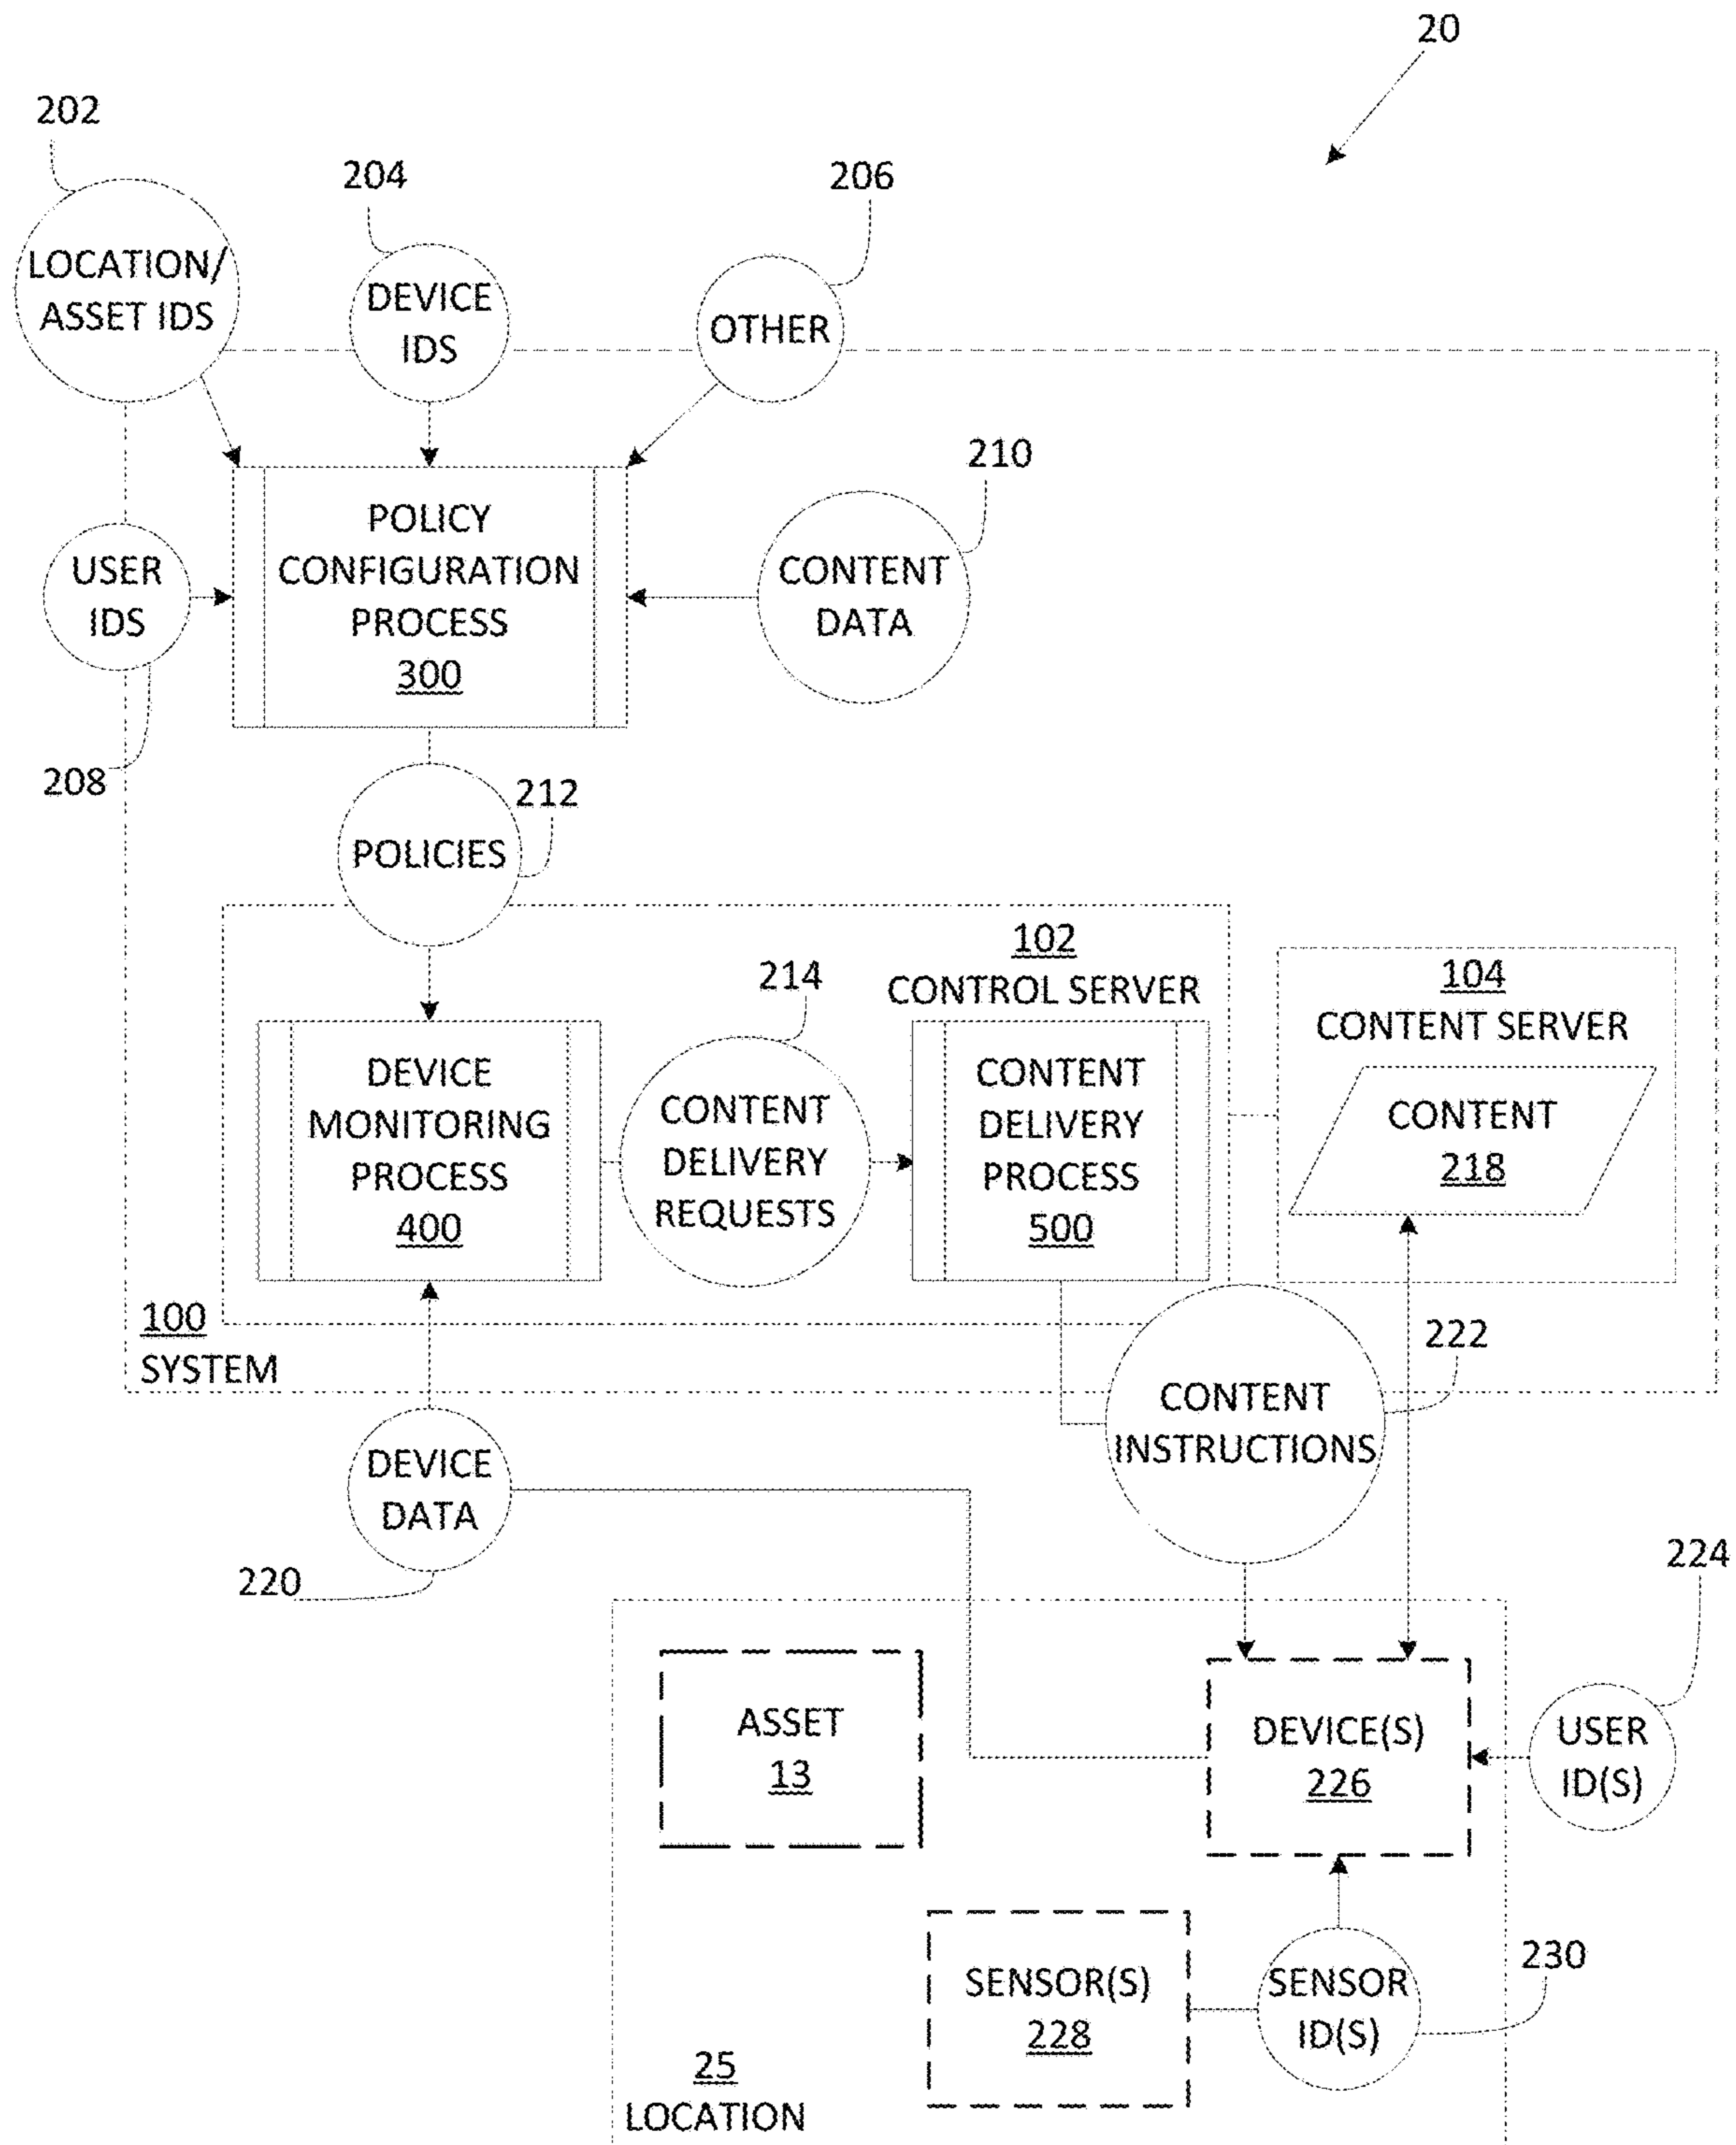 20
202
204
206
LOCATION/
ASSET IDS
DEVICE
IDS
OTHER
210
POLICY
CONFIGURATION
PROCESS
300
USER
IDS
CONTENT
DATA
208
212
POLICIES
102
CONTROL SERVER
104
CONTENT SERVER
214
DEVICE
MONITORING
PROCESS
400
CONTENT
DELIVERY
REQUESTS
CONTENT
DELIVERY
PROCESS
500
CONTENT
218
100
SYSTEM
222
CONTENT
INSTRUCTIONS
DEVICE
DATA
220
224
ASSET
13
DEVICE(S)
226
USER
ID(S)
SENSOR(S)
228
SENSOR
ID(S)
230
25
LOCATION